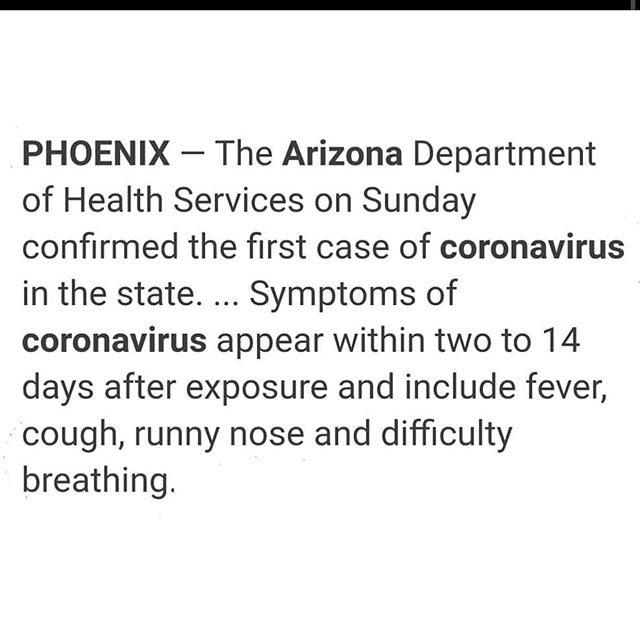 PHOENIX — The Arizona Department
of Health Services on Sunday
confirmed the first case of coronavirus
in the state. ... Symptoms of
coronavirus appear within two to 14
days after exposure and include fever,
cough, runny nose and difficulty
breathing.